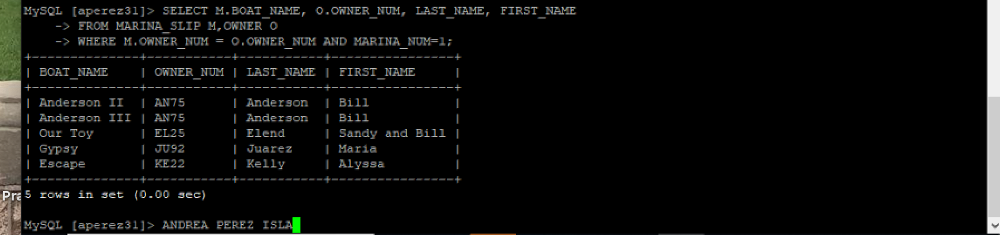 MySQL [aperez31]> SELECT M.BOAT_NAME, O.OWNER_NUM, LAST_NAME, FIRST_NAME
    -> FROM MARINA_SLIP M,OWNER O
    -> WHERE M.OWNER_NUM = O.OWNER_NUM AND MARINA_NUM=1;
+--------------+-----------+-----------+----------------+
| BOAT_NAME    | OWNER_NUM | LAST_NAME | FIRST_NAME     |
+--------------+-----------+-----------+----------------+
| Anderson II  | AN75      | Anderson  | Bill           |
| Anderson III | AN75      | Anderson  | Bill           |
| Our Toy      | EL25      | Elend     | Sandy and Bill |
| Gypsy        | JU92      | Juarez    | Maria          |
| Escape       | KE22      | Kelly     | Alyssa         |
+--------------+-----------+-----------+----------------+
5 rows in set (0.00 sec)
MySQL [aperez31]> ANDREA PEREZ ISLA